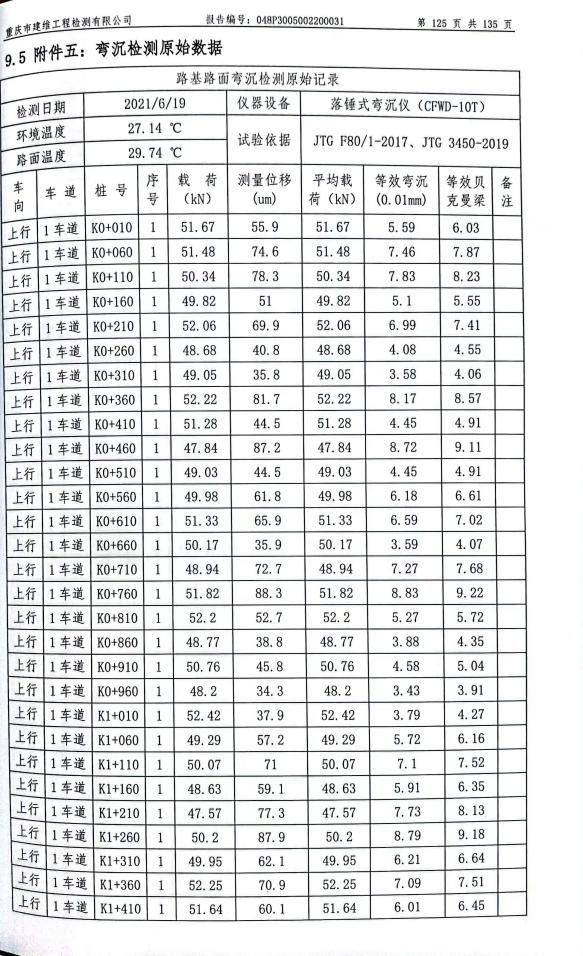 重庆市建维工程检测有限公司 报告编号：048P3005002200031 第 125 页 共 135 页
9.5 附件五：弯沉检测原始数据
路基路面弯沉检测原始记录
检测日期 2021/6/19 仪器设备 落锤式弯沉仪（CFWD-10T）
环境温度 27.14 ℃ 试验依据 JTG F80/1-2017、JTG 3450-2019
路面温度 29.74 ℃
车向 车 道 桩 号 序号 载 荷（kN） 测量位移(um) 平均载荷（kN） 等效弯沉(0.01mm) 等效贝克曼梁 备注
上行 1车道 K0+010 1 51.67 55.9 51.67 5.59 6.03
上行 1车道 K0+060 1 51.48 74.6 51.48 7.46 7.87
上行 1车道 K0+110 1 50.34 78.3 50.34 7.83 8.23
上行 1车道 K0+160 1 49.82 51 49.82 5.1 5.55
上行 1车道 K0+210 1 52.06 69.9 52.06 6.99 7.41
上行 1车道 K0+260 1 48.68 40.8 48.68 4.08 4.55
上行 1车道 K0+310 1 49.05 35.8 49.05 3.58 4.06
上行 1车道 K0+360 1 52.22 81.7 52.22 8.17 8.57
上行 1车道 K0+410 1 51.28 44.5 51.28 4.45 4.91
上行 1车道 K0+460 1 47.84 87.2 47.84 8.72 9.11
上行 1车道 K0+510 1 49.03 44.5 49.03 4.45 4.91
上行 1车道 K0+560 1 49.98 61.8 49.98 6.18 6.61
上行 1车道 K0+610 1 51.33 65.9 51.33 6.59 7.02
上行 1车道 K0+660 1 50.17 35.9 50.17 3.59 4.07
上行 1车道 K0+710 1 48.94 72.7 48.94 7.27 7.68
上行 1车道 K0+760 1 51.82 88.3 51.82 8.83 9.22
上行 1车道 K0+810 1 52.2 52.7 52.2 5.27 5.72
上行 1车道 K0+860 1 48.77 38.8 48.77 3.88 4.35
上行 1车道 K0+910 1 50.76 45.8 50.76 4.58 5.04
上行 1车道 K0+960 1 48.2 34.3 48.2 3.43 3.91
上行 1车道 K1+010 1 52.42 37.9 52.42 3.79 4.27
上行 1车道 K1+060 1 49.29 57.2 49.29 5.72 6.16
上行 1车道 K1+110 1 50.07 71 50.07 7.1 7.52
上行 1车道 K1+160 1 48.63 59.1 48.63 5.91 6.35
上行 1车道 K1+210 1 47.57 77.3 47.57 7.73 8.13
上行 1车道 K1+260 1 50.2 87.9 50.2 8.79 9.18
上行 1车道 K1+310 1 49.95 62.1 49.95 6.21 6.64
上行 1车道 K1+360 1 52.25 70.9 52.25 7.09 7.51
上行 1车道 K1+410 1 51.64 60.1 51.64 6.01 6.45